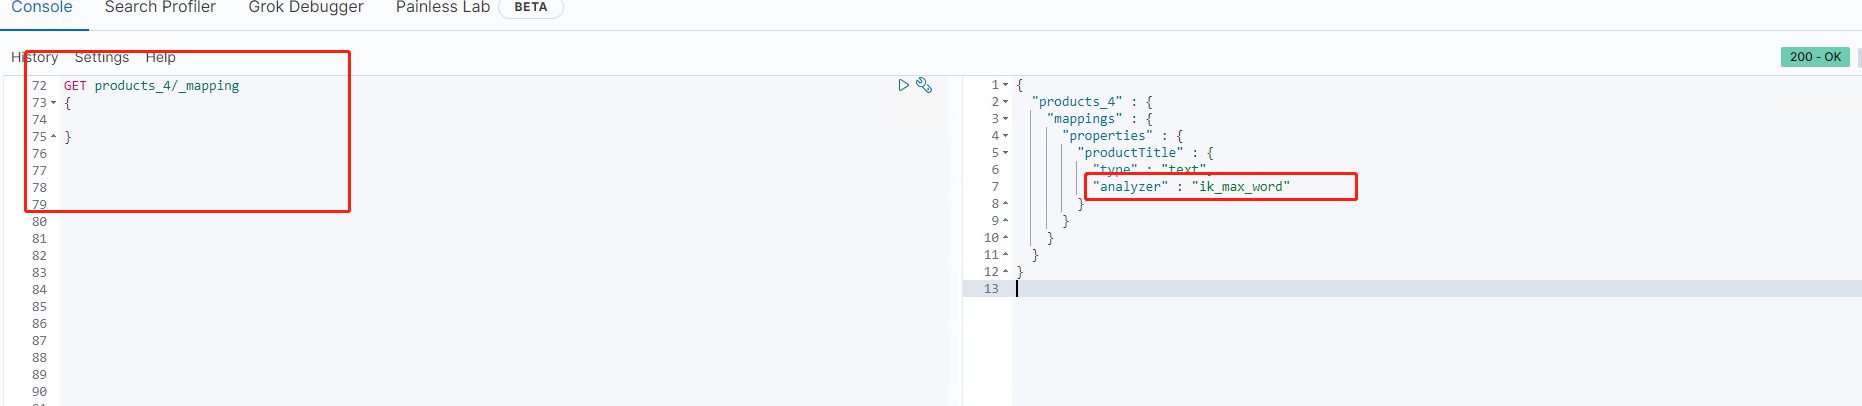 Console Search Profiler Grok Debugger Painless Lab BETA
History Settings Help
200 - OK
72 GET products_4/_mapping
73 {
74
75 }
76
77
78
79
80
81
82
83
84
85
86
87
88
89
90
1 {
2 "products_4" : {
3 "mappings" : {
4 "properties" : {
5 "productTitle" : {
6 "type" : "text",
7 "analyzer" : "ik_max_word"
8 }
9 }
10 }
11 }
12 }
13